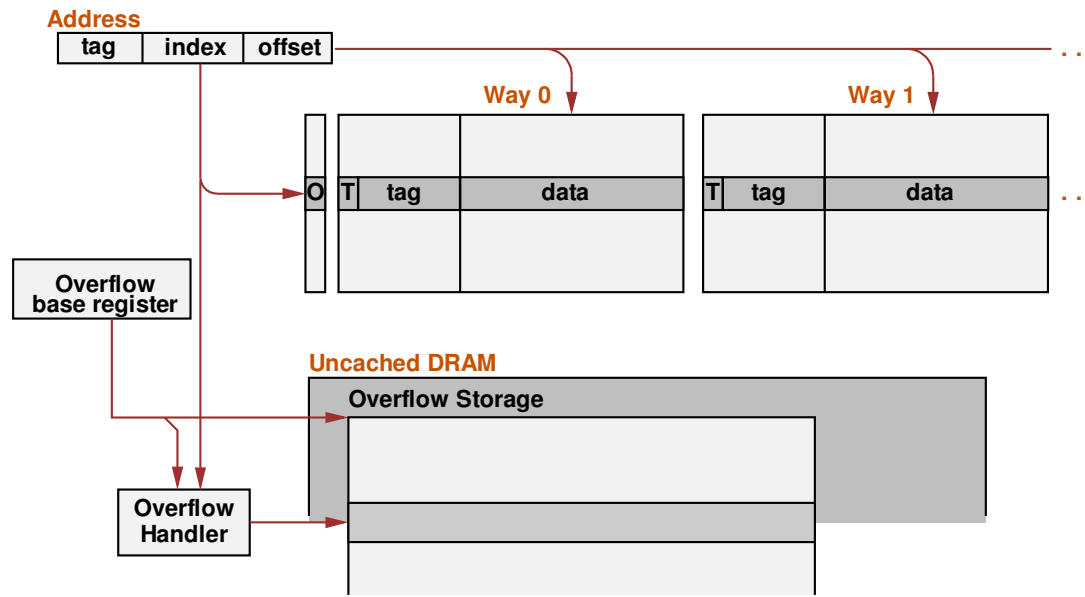 Address
tag index offset
. .
Way 0 Way 1
O T tag data T tag data . .
Overflow
base register
Uncached DRAM
Overflow Storage
Overflow
Handler